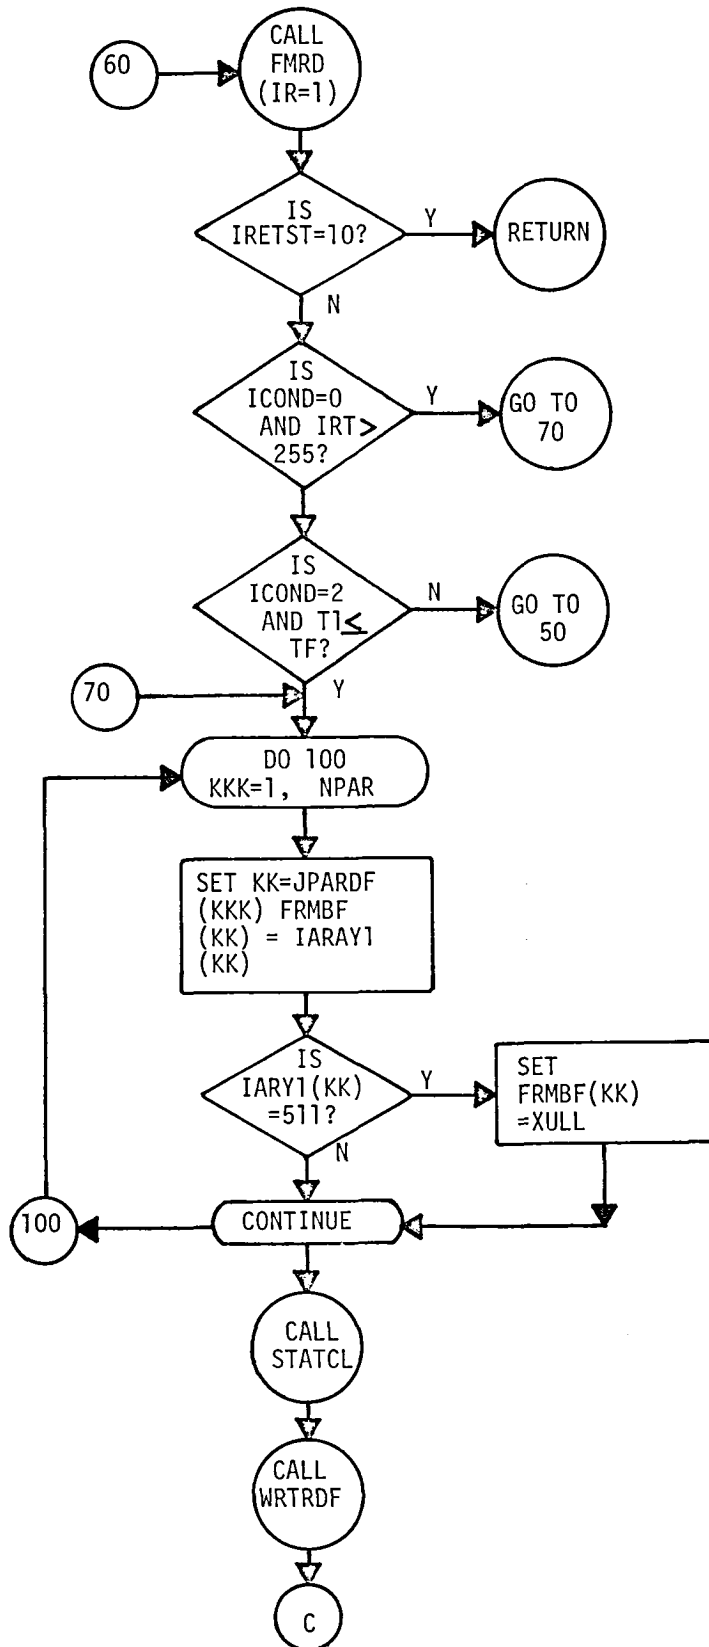 60
CALL
FMRD
(IR=1)
IS
IRETST=10?
Y
RETURN
N
IS
ICOND=0
AND IRT>
255?
Y
GO TO
70
IS
ICOND=2
AND T1≤
TF?
N
GO TO
50
70
Y
DO 100
KKK=1, NPAR
SET KK=JPARDF
(KKK) FRMBF
(KK) = IARAY1
(KK)
IS
IARY1(KK)
=511?
Y
SET
FRMBF(KK)
=XULL
N
100
CONTINUE
CALL
STATCL
CALL
WRTRDF
C